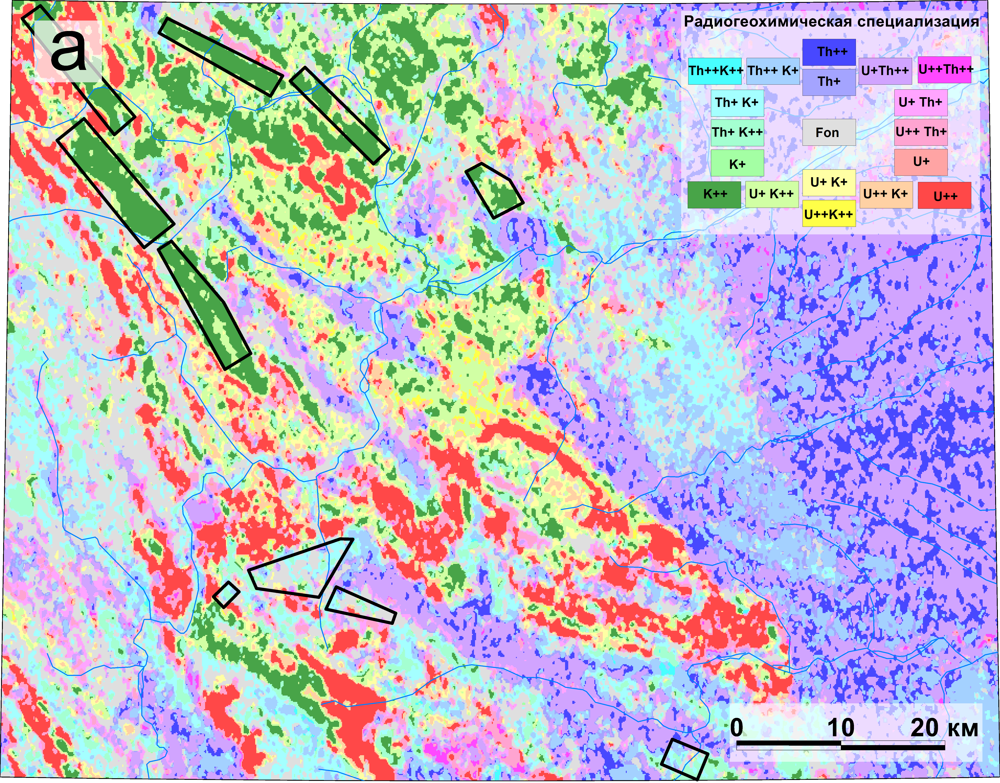 а
Радиогеохимическая специализация
Th++
Th++K++ Th++ K+ U+Th++ U++Th++
Th+
Th+ K+ U+ Th+
Th+ K++ Fon U++ Th+
K+ U+
U+ K+
K++ U+ K++ U++ K+ U++
U++K++
0 10 20 км